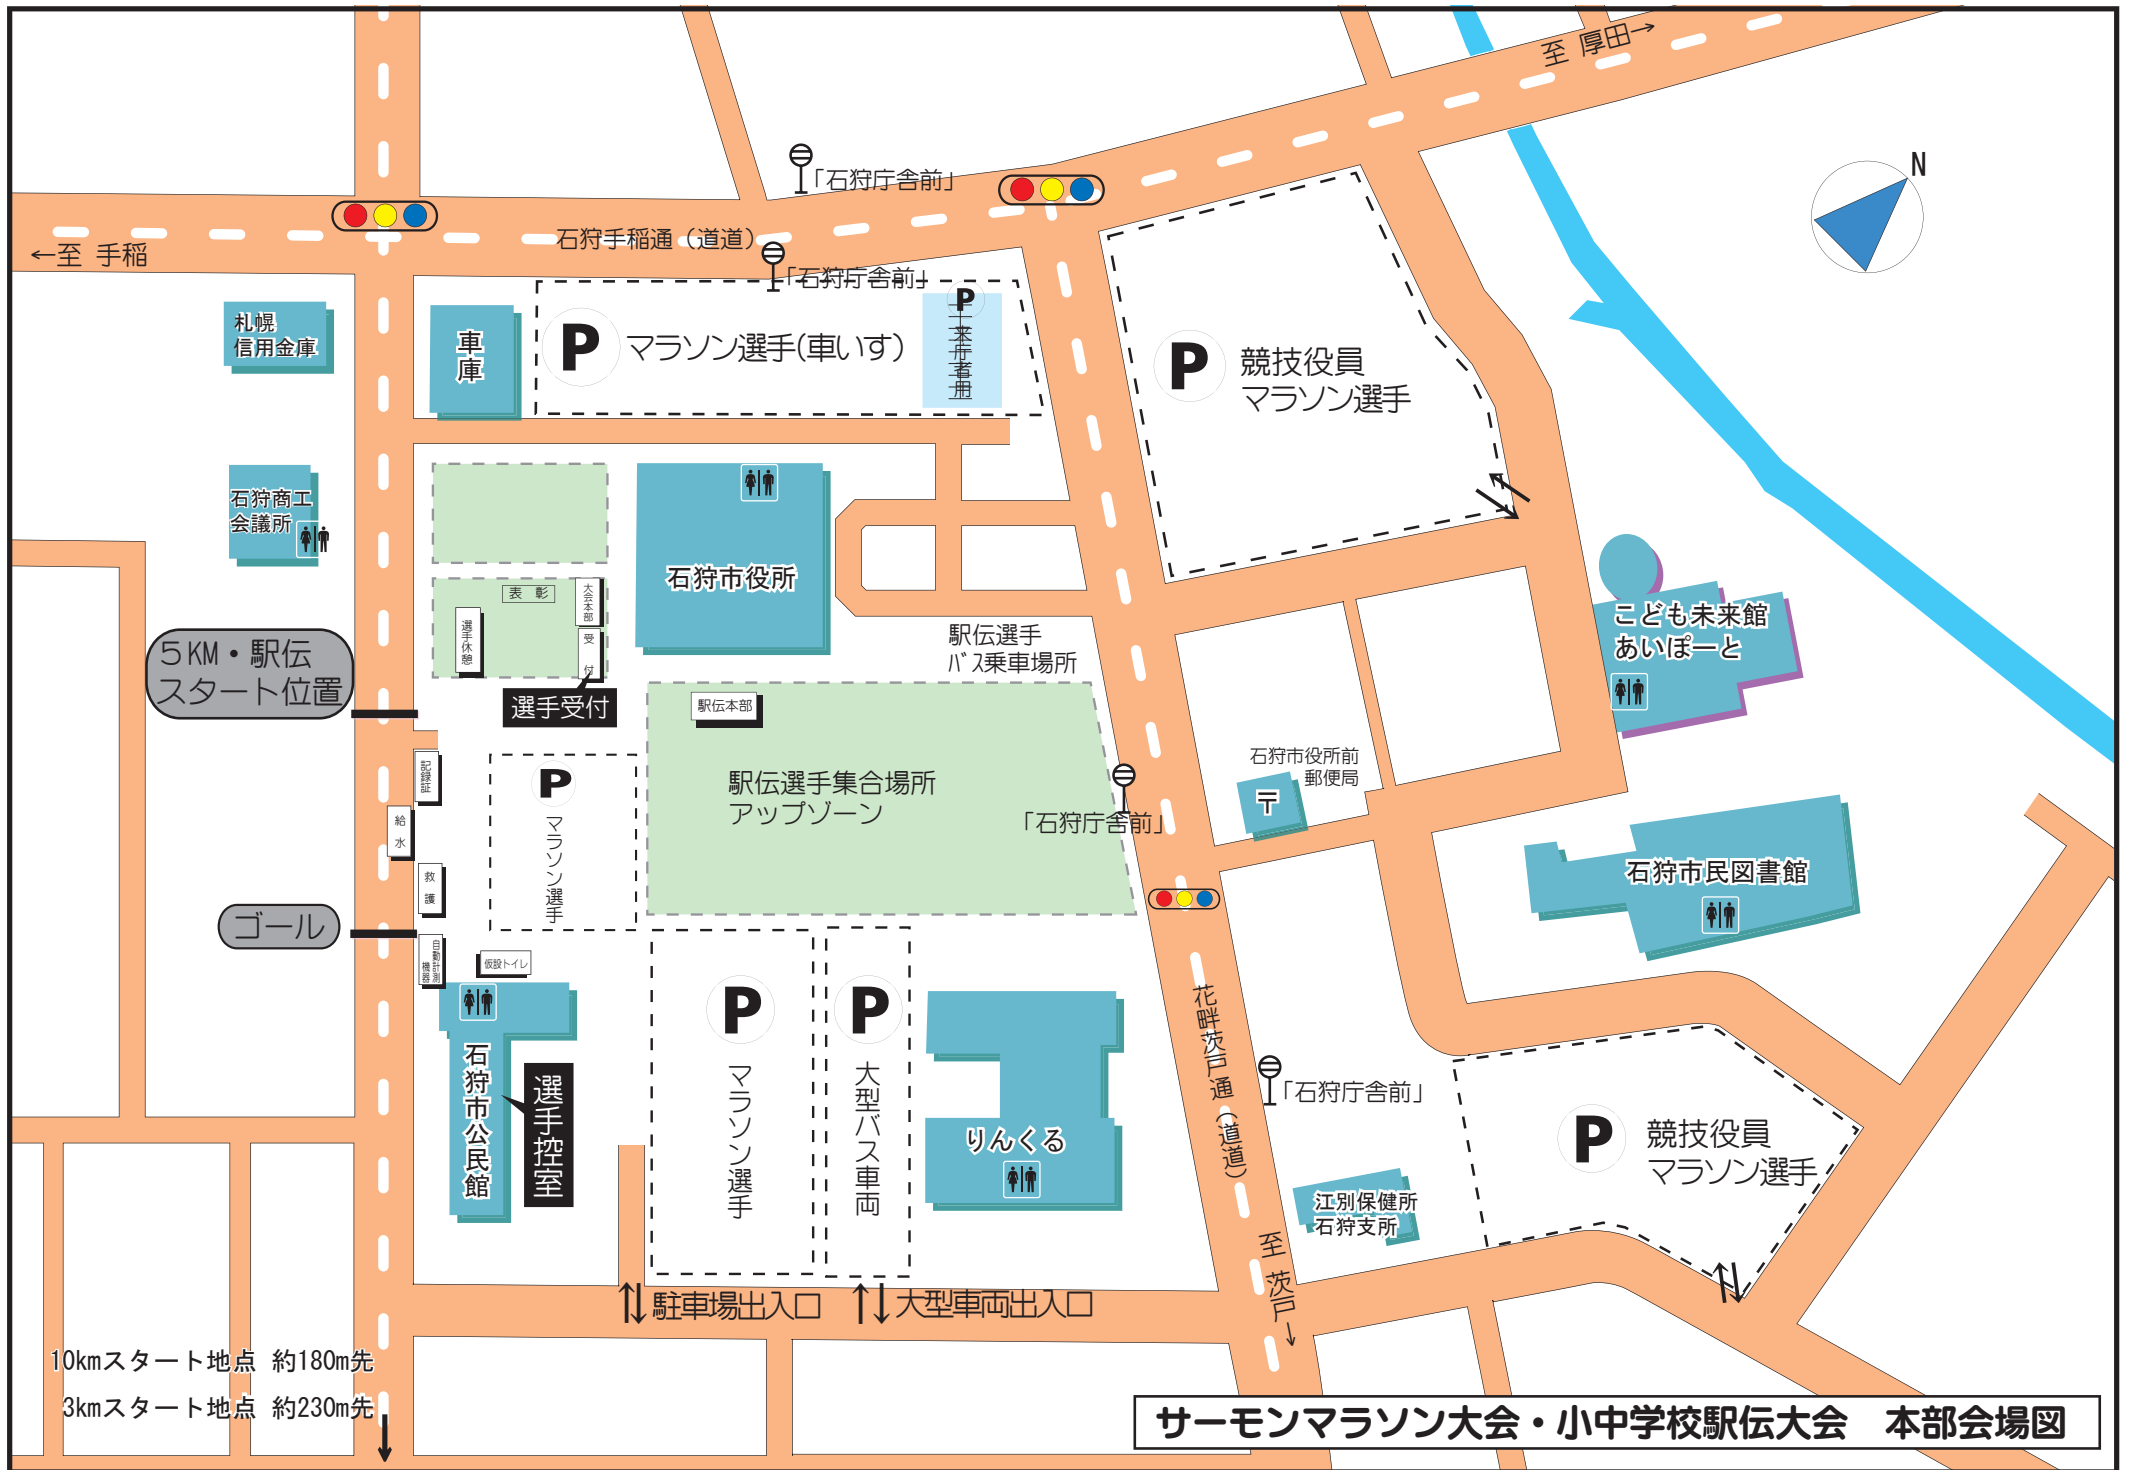 至 厚田→
N
「石狩庁舎前」
石狩手稲通（道道）
←至 手稲
「石狩庁舎前」
札幌
信用金庫
車庫
P
マラソン選手(車いす)
P
来庁者用
P
競技役員
マラソン選手
石狩商工
会議所
石狩市役所
表 彰
大会本部
選手休憩
受 付
選手受付
5KM・駅伝
スタート位置
駅伝選手
バス乗車場所
駅伝本部
駅伝選手集合場所
アップゾーン
こども未来館
あいぽーと
石狩市役所前
郵便局
〒
「石狩庁舎前」
記録証
給水
救護
P
マラソン選手
ゴール
自動計測
機器
仮設トイレ
石狩市民図書館
石狩市公民館
選手控室
P
マラソン選手
P
大型バス車両
りんくる
花畔茨戸通（道道）
「石狩庁舎前」
P
競技役員
マラソン選手
江別保健所
石狩支所
至 茨戸→
駐車場出入口
大型車両出入口
10kmスタート地点 約180m先
3kmスタート地点 約230m先
サーモンマラソン大会・小中学校駅伝大会　本部会場図